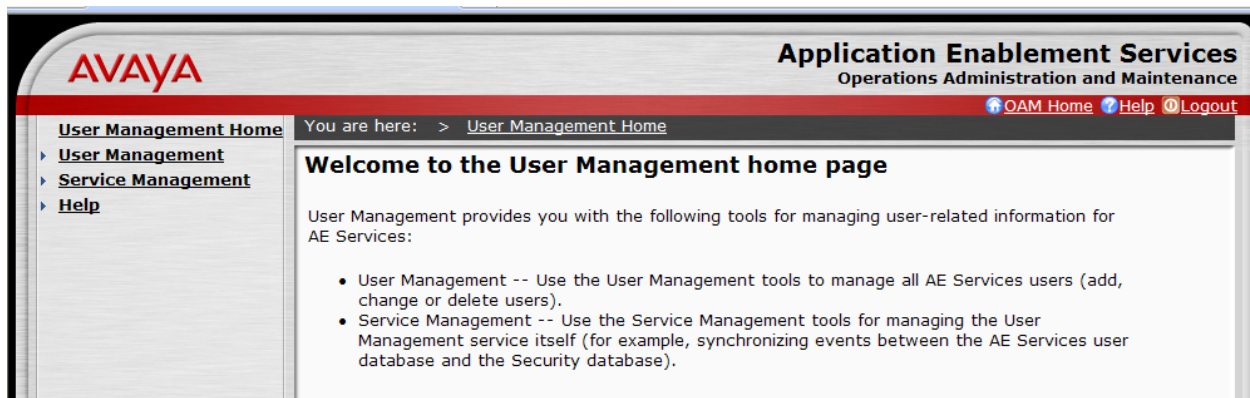 AVAYA
Application Enablement Services
Operations Administration and Maintenance
OAM Home Help Logout
User Management Home
User Management
Service Management
Help
You are here: > User Management Home
Welcome to the User Management home page
User Management provides you with the following tools for managing user-related information for
AE Services:
• User Management -- Use the User Management tools to manage all AE Services users (add,
change or delete users).
• Service Management -- Use the Service Management tools for managing the User
Management service itself (for example, synchronizing events between the AE Services user
database and the Security database).